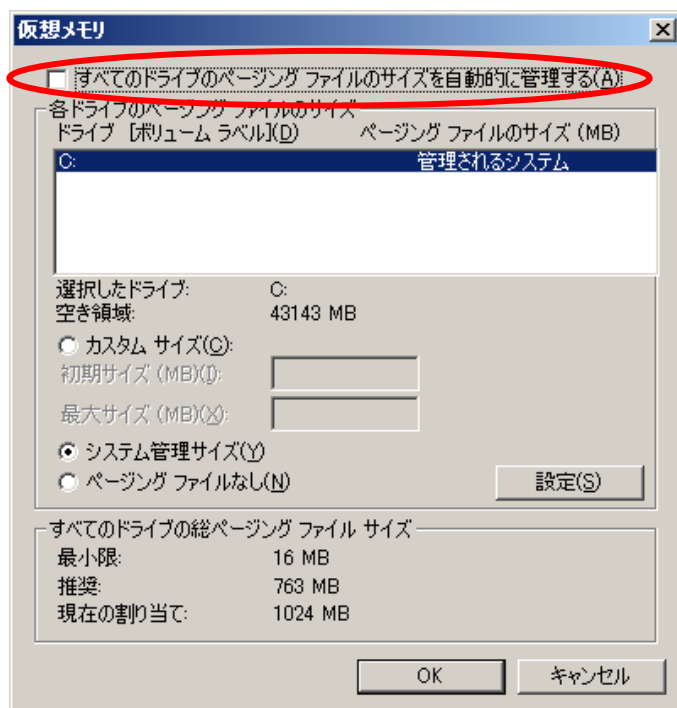 仮想メモリ
すべてのドライブのページング ファイルのサイズを自動的に管理する(A)
各ドライブのページング ファイルのサイズ
ドライブ [ボリューム ラベル](D) ページング ファイルのサイズ (MB)
C: 管理されるシステム
選択したドライブ: C:
空き領域: 43143 MB
カスタム サイズ(C):
初期サイズ (MB)(I):
最大サイズ (MB)(X):
システム管理サイズ(Y)
ページング ファイルなし(N)
設定(S)
すべてのドライブの総ページング ファイル サイズ
最小限: 16 MB
推奨: 763 MB
現在の割り当て: 1024 MB
OK キャンセル